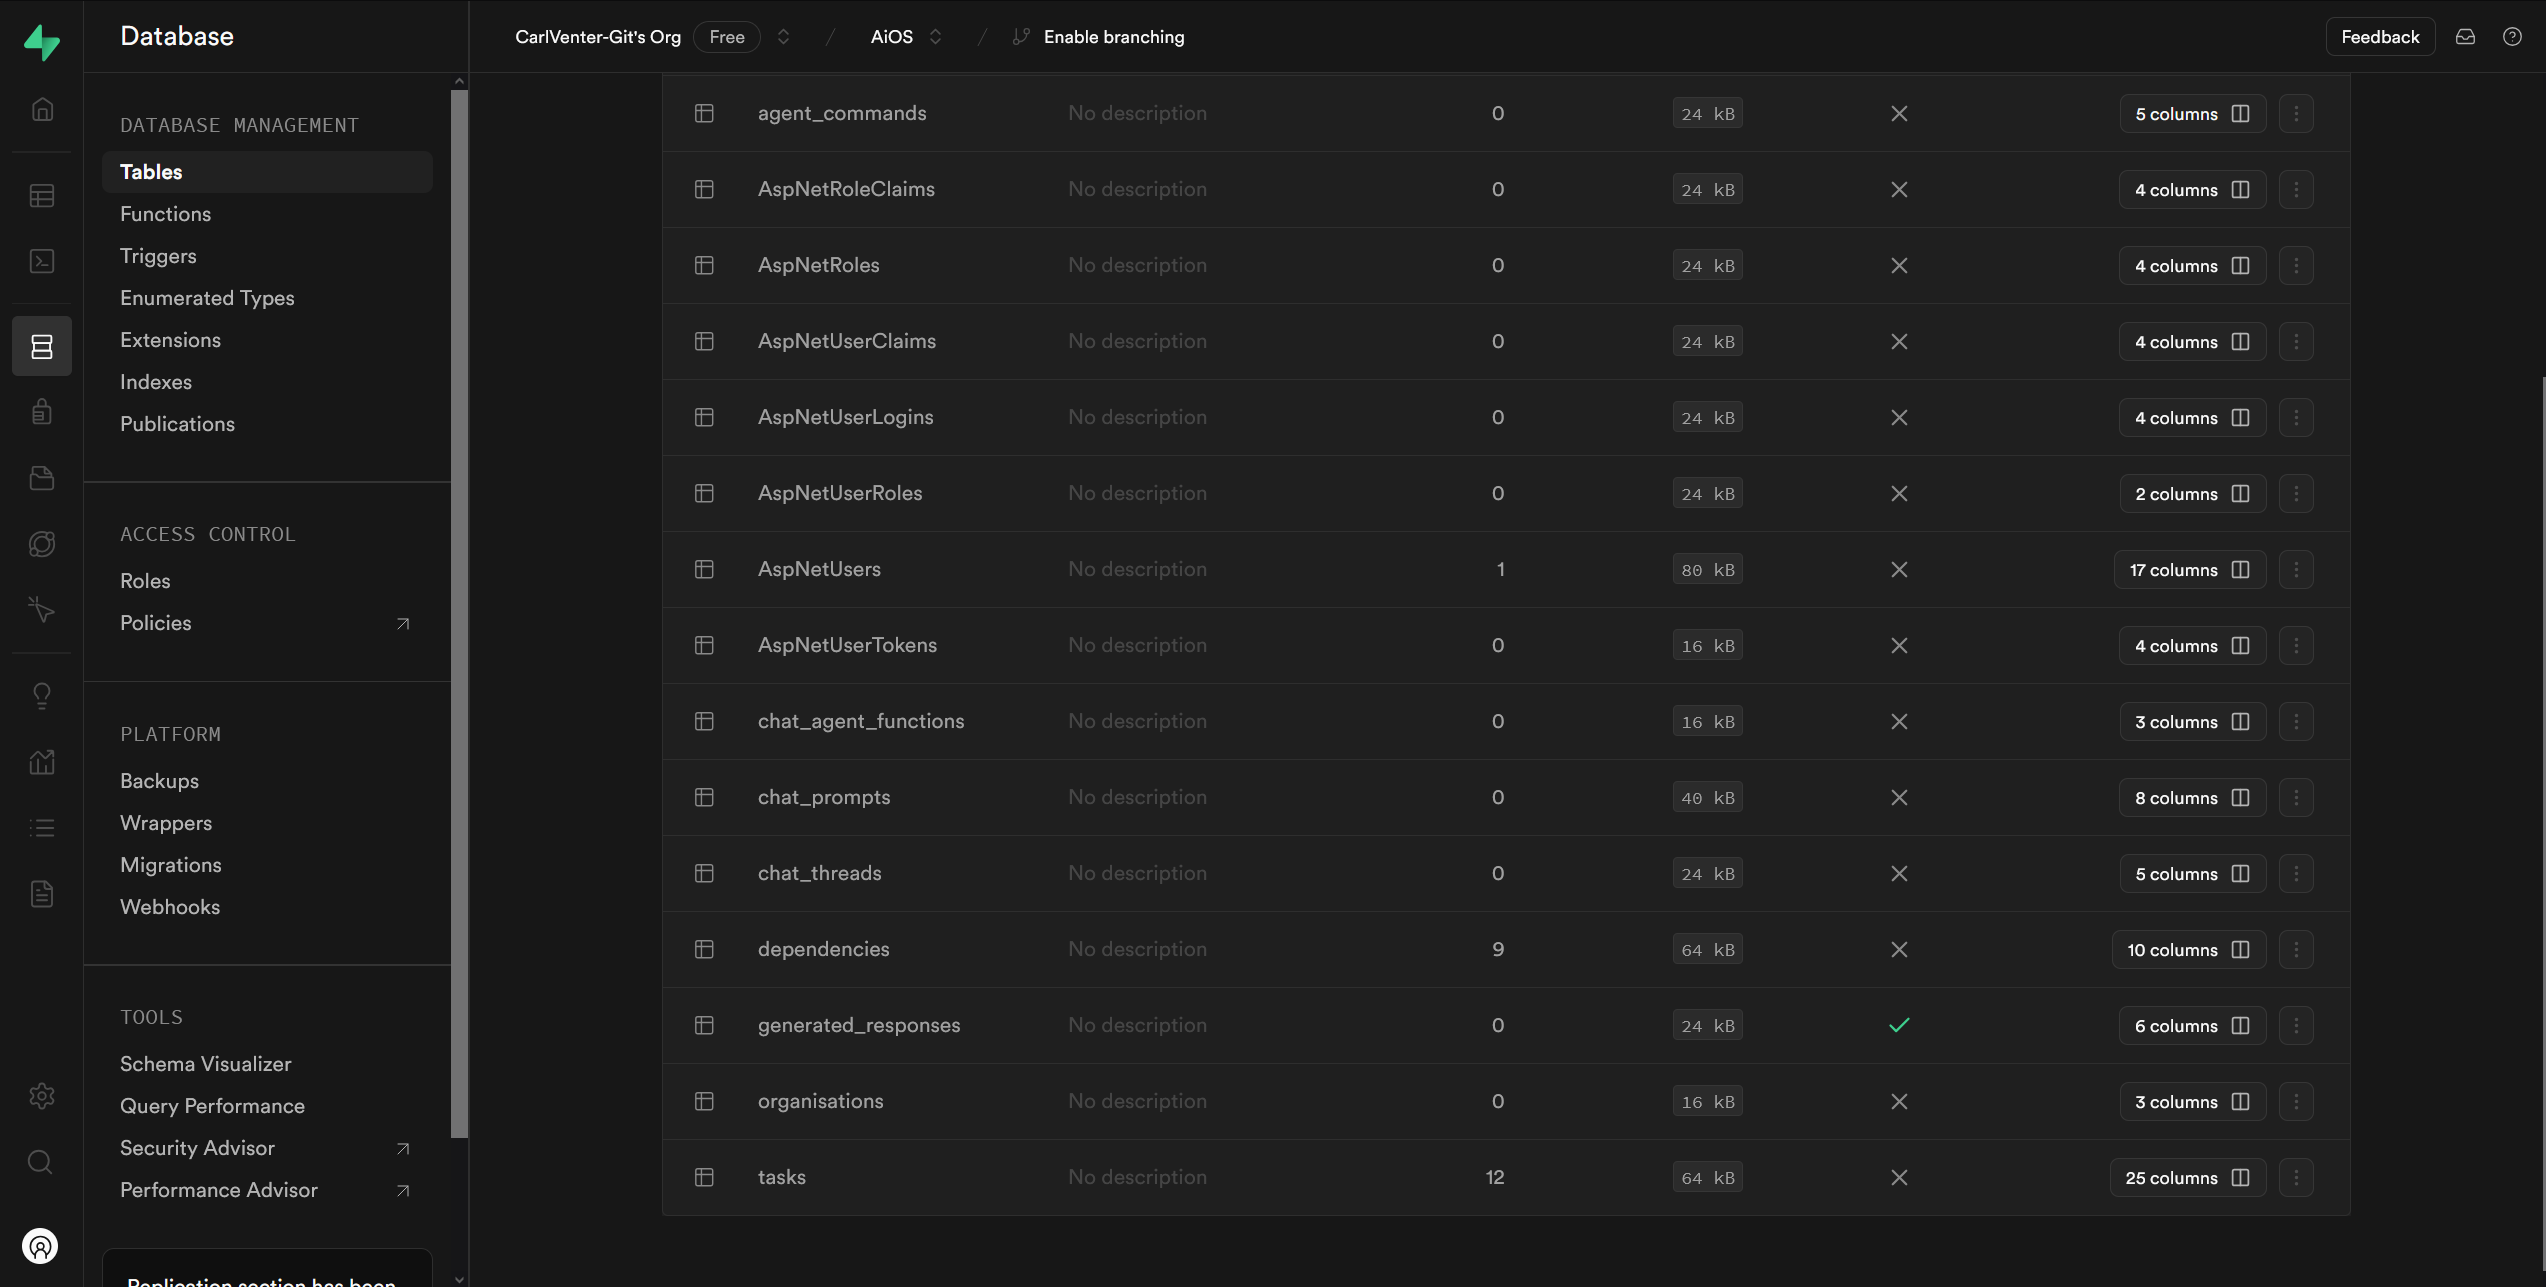 Database
CarlVenter-Git's Org Free / AiOS / Enable branching
Feedback
DATABASE MANAGEMENT
Tables
Functions
Triggers
Enumerated Types
Extensions
Indexes
Publications
ACCESS CONTROL
Roles
Policies
PLATFORM
Backups
Wrappers
Migrations
Webhooks
TOOLS
Schema Visualizer
Query Performance
Security Advisor
Performance Advisor
Replication section has been
agent_commands No description 0 24 kB 5 columns
AspNetRoleClaims No description 0 24 kB 4 columns
AspNetRoles No description 0 24 kB 4 columns
AspNetUserClaims No description 0 24 kB 4 columns
AspNetUserLogins No description 0 24 kB 4 columns
AspNetUserRoles No description 0 24 kB 2 columns
AspNetUsers No description 1 80 kB 17 columns
AspNetUserTokens No description 0 16 kB 4 columns
chat_agent_functions No description 0 16 kB 3 columns
chat_prompts No description 0 40 kB 8 columns
chat_threads No description 0 24 kB 5 columns
dependencies No description 9 64 kB 10 columns
generated_responses No description 0 24 kB 6 columns
organisations No description 0 16 kB 3 columns
tasks No description 12 64 kB 25 columns